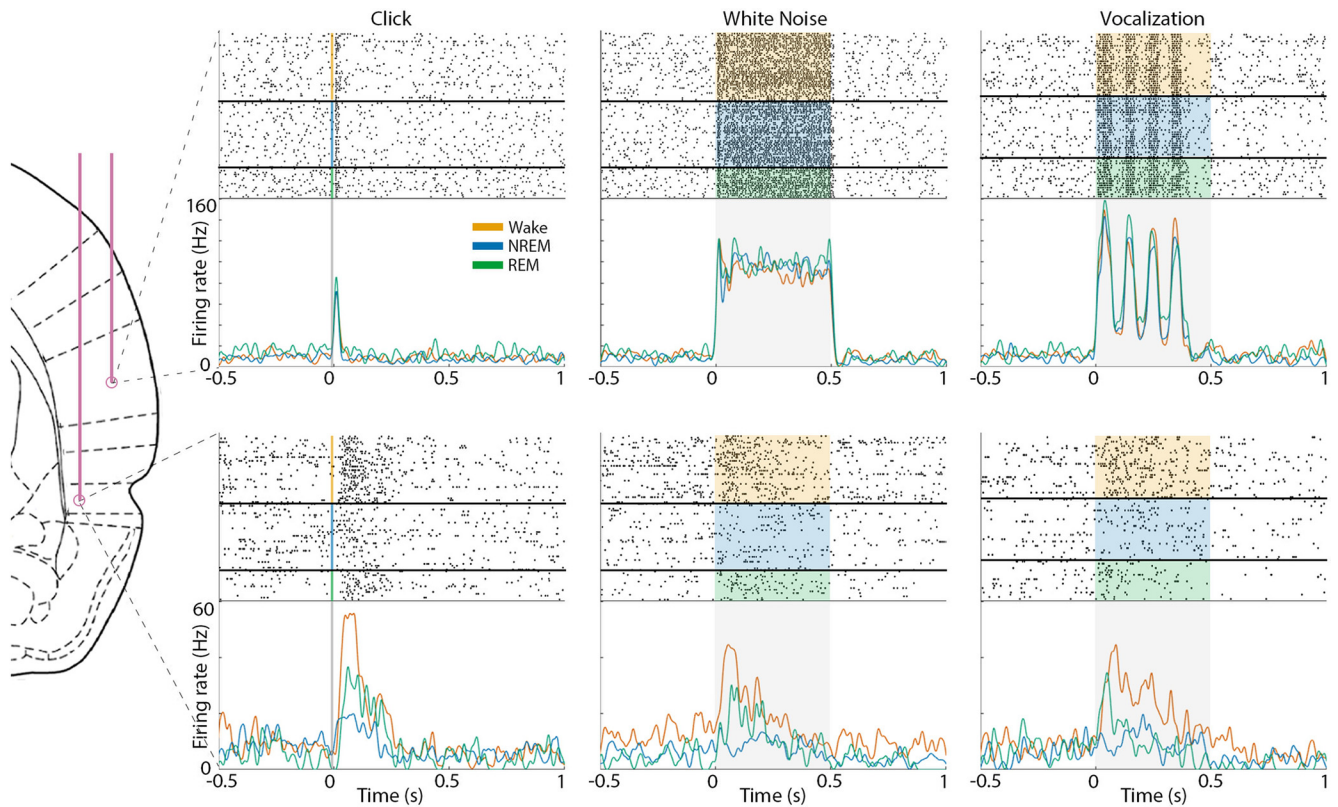 Click White Noise Vocalization
160
Firing rate (Hz)
0
Wake
NREM
REM
-0.5 0 0.5 1 -0.5 0 0.5 1 -0.5 0 0.5 1
60
Firing rate (Hz)
0
-0.5 0 0.5 1 -0.5 0 0.5 1 -0.5 0 0.5 1
Time (s) Time (s) Time (s)